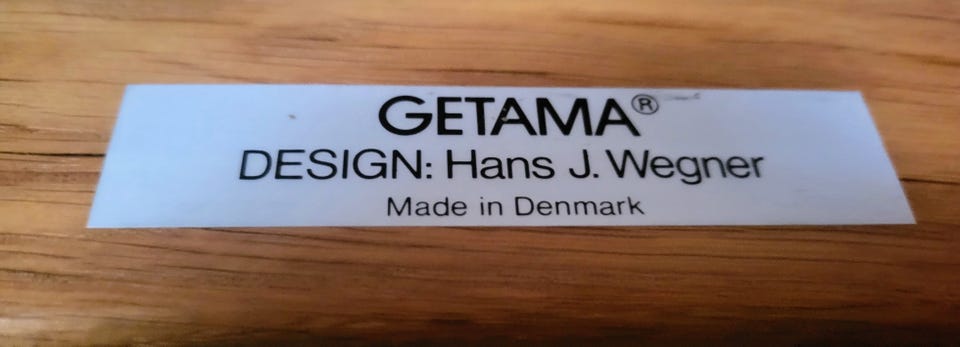 GETAMA®
DESIGN: Hans J. Wegner
Made in Denmark